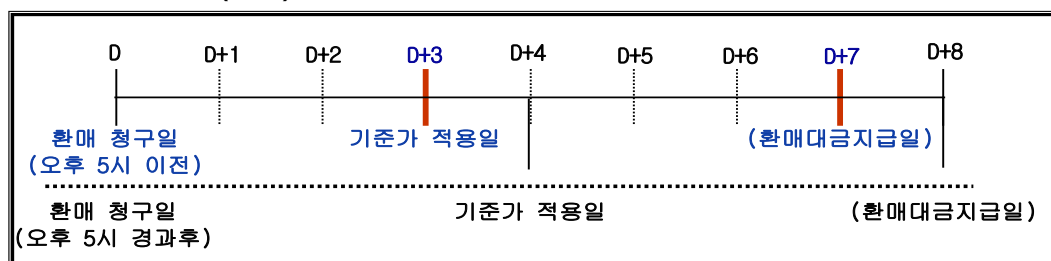 D D+1 D+2 D+3 D+4 D+5 D+6 D+7 D+8
환매 청구일 기준가 적용일 (환매대금지급일)
(오후 5시 이전)
환매 청구일 기준가 적용일 (환매대금지급일)
(오후 5시 경과후)